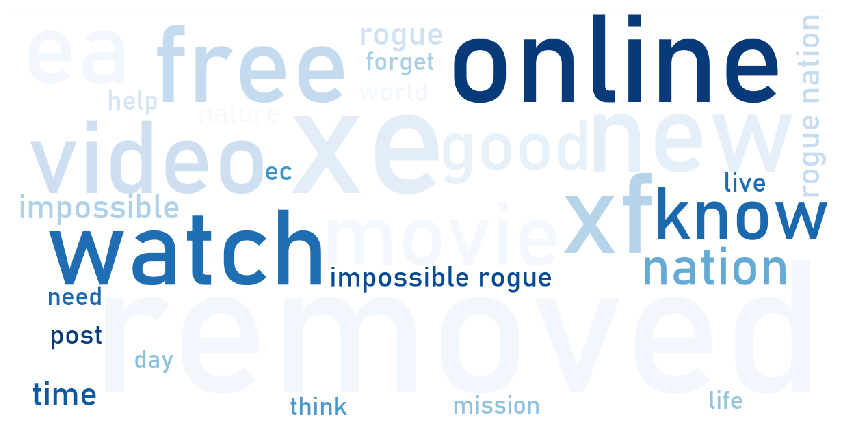 ea
free
rogue
forget
online
rogue nation
help
nature
world
video
xe
good
new
ec
live
impossible
watch
movie
xf
know
impossible rogue
nation
need
removed
post
day
time
think
mission
life